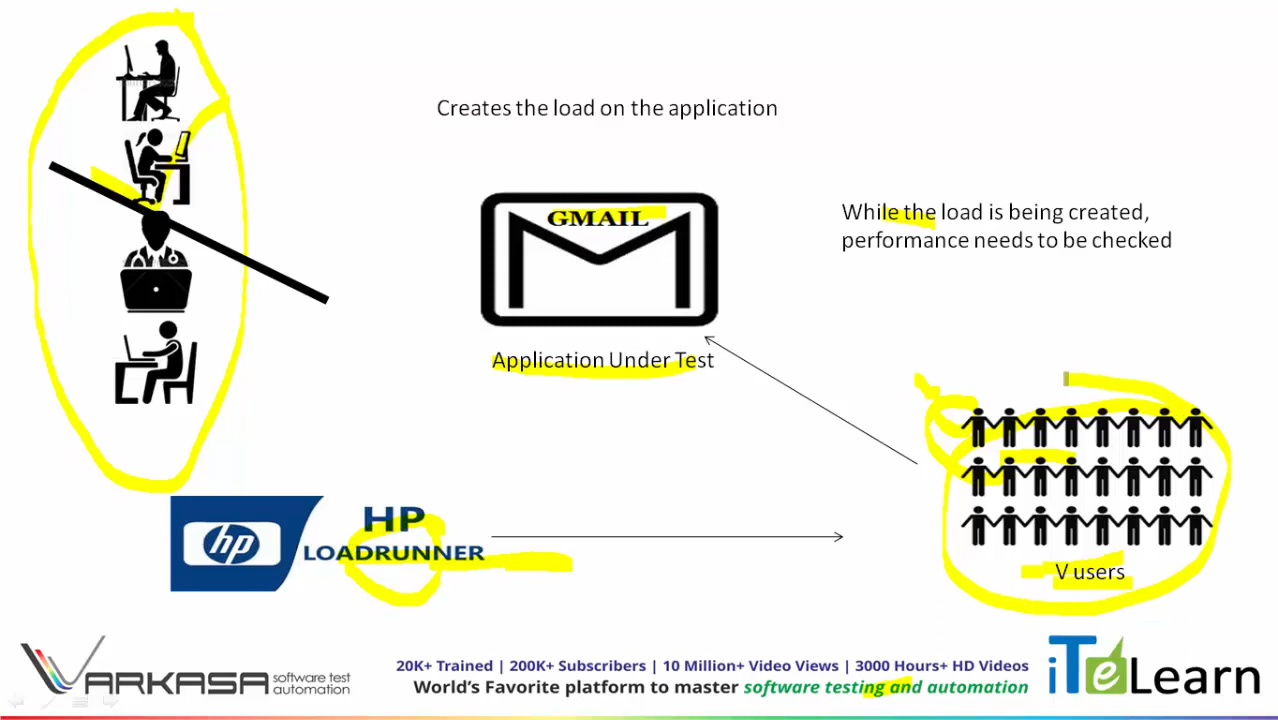 Creates the load on the application
GMAIL
While the load is being created,
performance needs to be checked
Application Under Test
hp
HP
LOADRUNNER
V users
VARKASA software test
automation
20K+ Trained | 200K+ Subscribers | 10 Million+ Video Views | 3000 Hours+ HD Videos
World's Favorite platform to master software testing and automation
iTeLearn